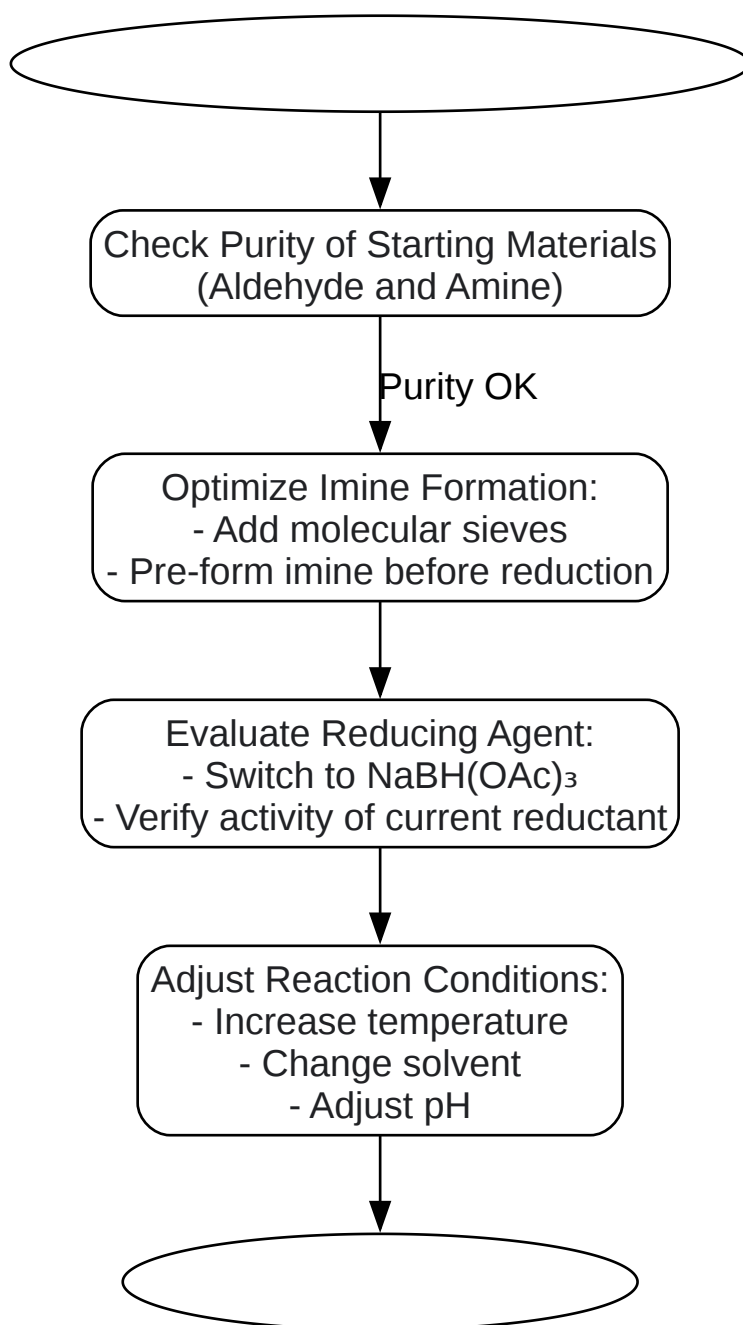 Check Purity of Starting Materials
(Aldehyde and Amine)
Purity OK
Optimize Imine Formation:
- Add molecular sieves
- Pre-form imine before reduction
Evaluate Reducing Agent:
- Switch to NaBH(OAc)₃
- Verify activity of current reductant
Adjust Reaction Conditions:
- Increase temperature
- Change solvent
- Adjust pH